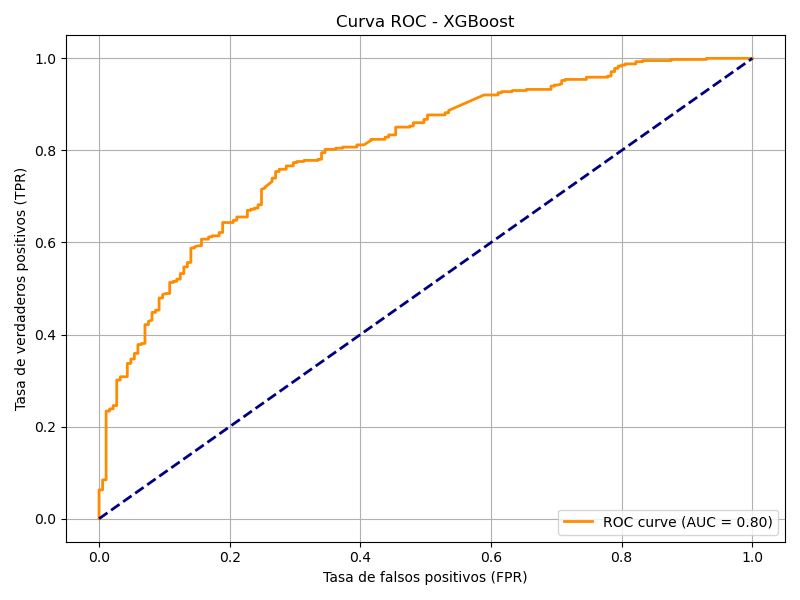 Curva ROC - XGBoost
Tasa de verdaderos positivos (TPR)
1.0
0.8
0.6
0.4
0.2
0.0
0.0 0.2 0.4 0.6 0.8 1.0
Tasa de falsos positivos (FPR)
ROC curve (AUC = 0.80)